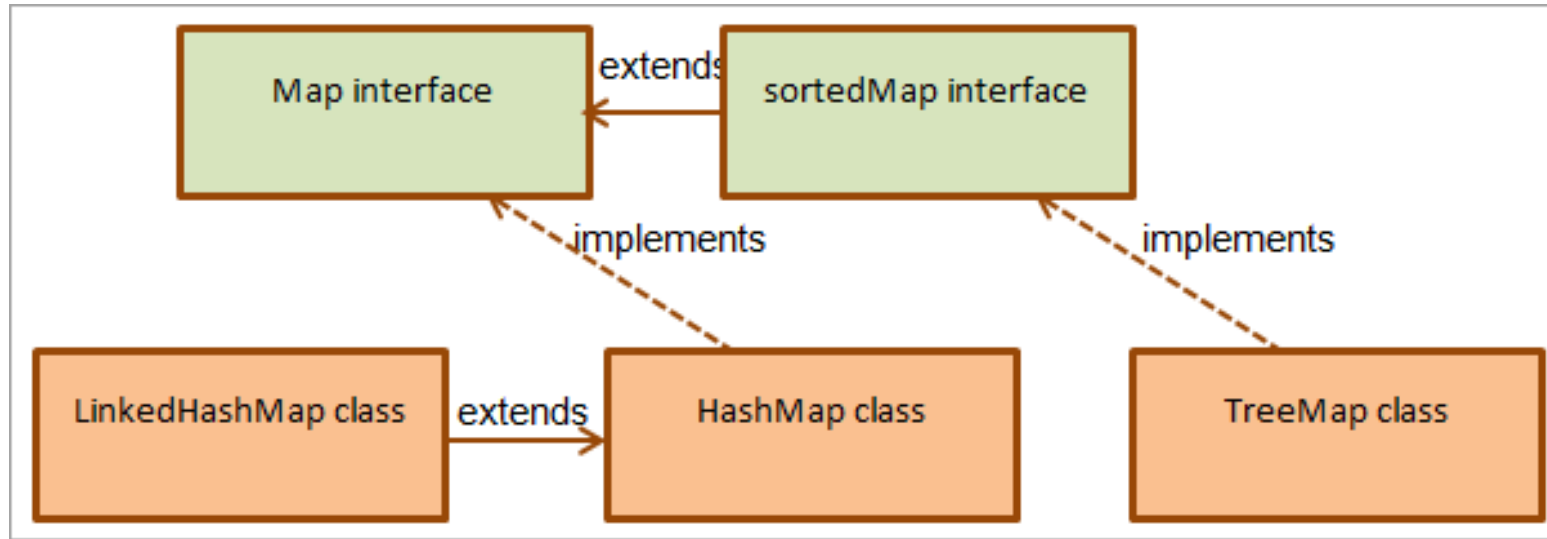 Map interface
extends
sortedMap interface
implements
implements
LinkedHashMap class
extends
HashMap class
TreeMap class